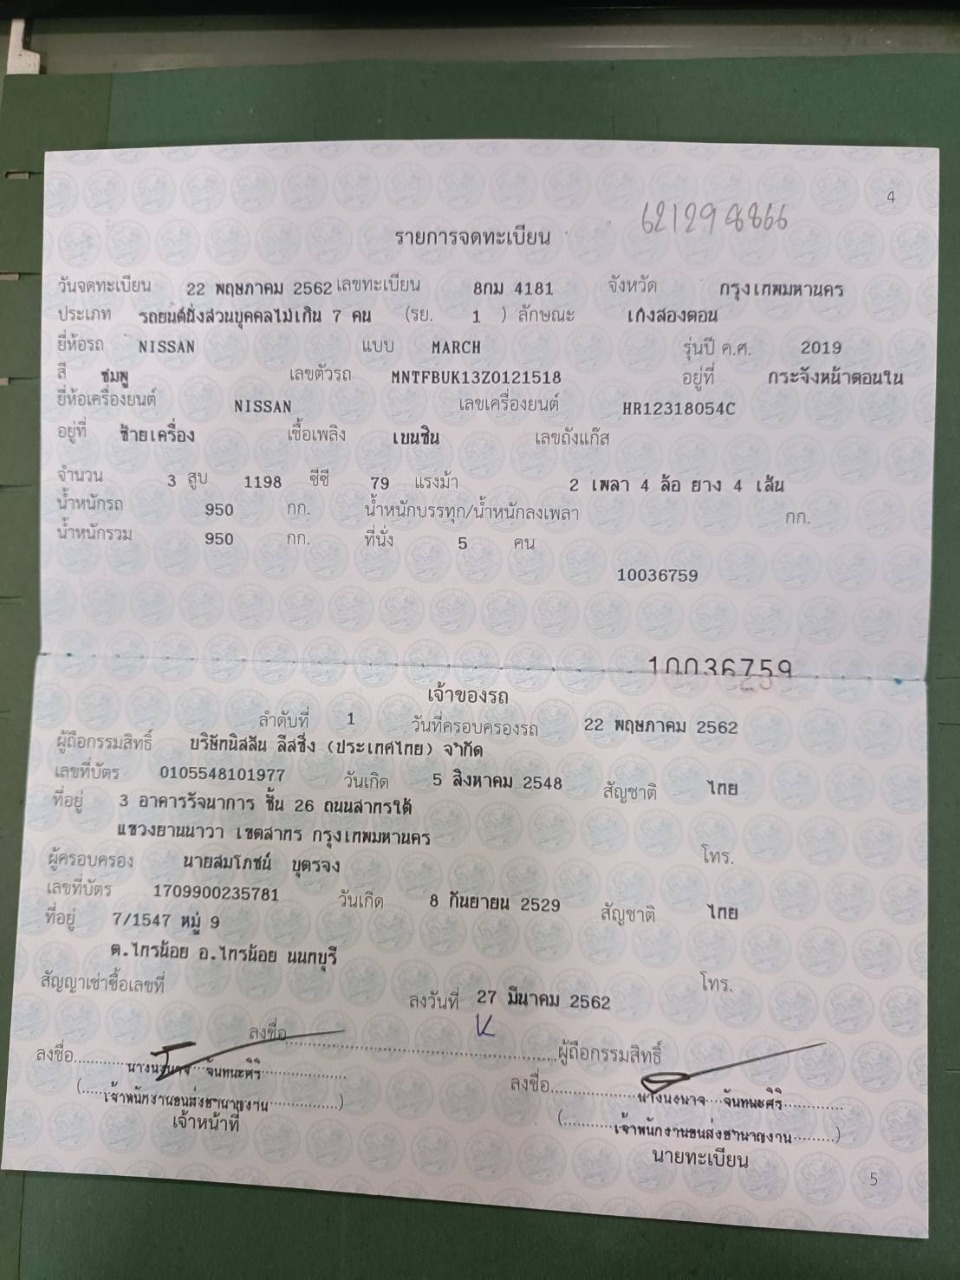 4
621298866
รายการจดทะเบียน
วันจดทะเบียน 22 พฤษภาคม 2562 เลขทะเบียน 8กม 4181 จังหวัด กรุงเทพมหานคร
ประเภท รถยนต์นั่งส่วนบุคคลไม่เกิน 7 คน (รย. 1 ) ลักษณะ เก๋งสองตอน
ยี่ห้อรถ NISSAN แบบ MARCH รุ่นปี ค.ศ. 2019
สี ชมพู เลขตัวรถ MNTFBUK13Z0121518 อยู่ที่ กระจังหน้าตอนใน
ยี่ห้อเครื่องยนต์ NISSAN เลขเครื่องยนต์ HR12318054C
อยู่ที่ ซ้ายเครื่อง เชื้อเพลิง เบนซิน เลขถังแก๊ส
จำนวน 3 สูบ 1198 ซีซี 79 แรงม้า 2 เพลา 4 ล้อ ยาง 4 เส้น
น้ำหนักรถ 950 กก. น้ำหนักบรรทุก/น้ำหนักลงเพลา กก.
น้ำหนักรวม 950 กก. ที่นั่ง 5 คน
10036759
10036759
เจ้าของรถ
ลำดับที่ 1 วันที่ครอบครองรถ 22 พฤษภาคม 2562
ผู้ถือกรรมสิทธิ์ บริษัทนิสสัน ลีสซิ่ง (ประเทศไทย) จำกัด
เลขที่บัตร 0105548101977 วันเกิด 5 สิงหาคม 2548 สัญชาติ ไทย
ที่อยู่ 3 อาคารรัจนาการ ชั้น 26 ถนนสาทรใต้
แขวงยานนาวา เขตสาทร กรุงเทพมหานคร โทร.
ผู้ครอบครอง นายสมโภชน์ บุตรจง
เลขที่บัตร 1709900235781 วันเกิด 8 กันยายน 2529 สัญชาติ ไทย
ที่อยู่ 7/1547 หมู่ 9
ต.ไทรน้อย อ.ไทรน้อย นนทบุรี โทร.
สัญญาเช่าซื้อเลขที่ ลงวันที่ 27 มีนาคม 2562
ลงชื่อ ผู้ถือกรรมสิทธิ์
ลงชื่อ ลงชื่อ
นางนงนาจ จันทนะศิริ นางนงนาจ จันทนะศิริ
(เจ้าพนักงานขนส่งชำนาญงาน) (เจ้าพนักงานขนส่งชำนาญงาน)
เจ้าหน้าที่ นายทะเบียน
5